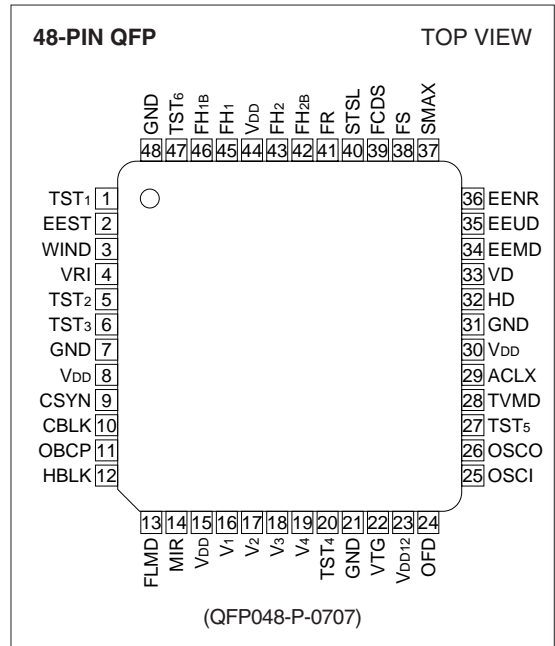 48-PIN QFP TOP VIEW
GND TST6 FH1B FH1 VDD FH2 FH2B FR STSL FCDS FS SMAX
48 47 46 45 44 43 42 41 40 39 38 37
TST1 1
EEST 2
WIND 3
VRI 4
TST2 5
TST3 6
GND 7
VDD 8
CSYN 9
CBLK 10
OBCP 11
HBLK 12
36 EENR
35 EEUD
34 EEMD
33 VD
32 HD
31 GND
30 VDD
29 ACLX
28 TVMD
27 TST5
26 OSCO
25 OSCI
13 14 15 16 17 18 19 20 21 22 23 24
FLMD MIR VDD V1 V2 V3 V4 TST4 GND VTG VDD12 OFD
(QFP048-P-0707)